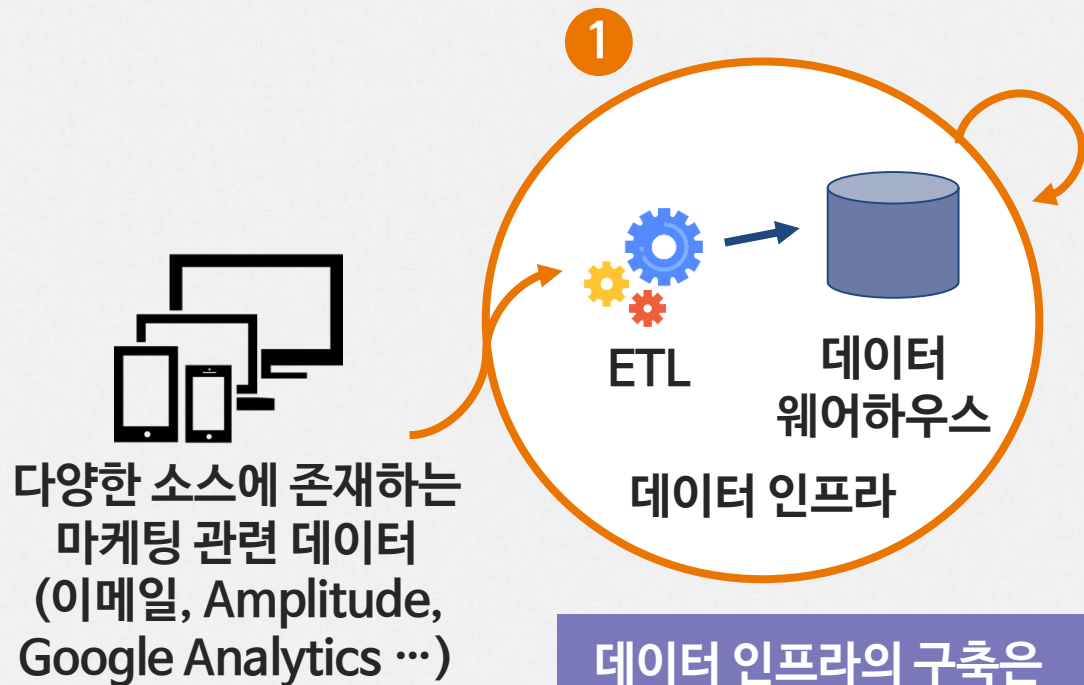 1
ETL
데이터
웨어하우스
데이터 인프라
다양한 소스에 존재하는
마케팅 관련 데이터
(이메일, Amplitude,
Google Analytics …)
데이터 인프라의 구축은